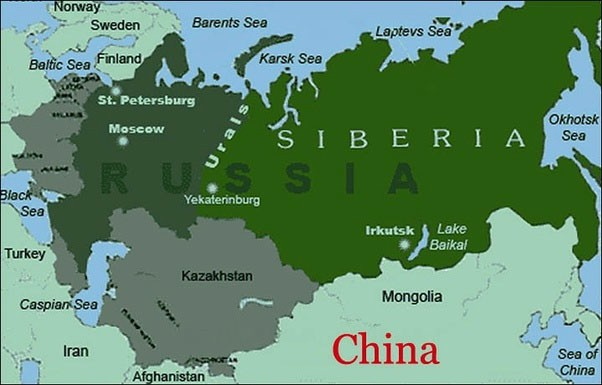 Norway
Sweden
Finland
Barents Sea
Laptevs Sea
Karsk Sea
Baltic Sea
St. Petersburg
Moscow
Urals
SIBERIA
Okhotsk
Sea
RUSSIA
Yekaterinburg
Black
Sea
Irkutsk
Lake
Baikal
Turkey
Kazakhstan
Mongolia
Caspian Sea
Iran
China
Sea of
China
Afghanistan